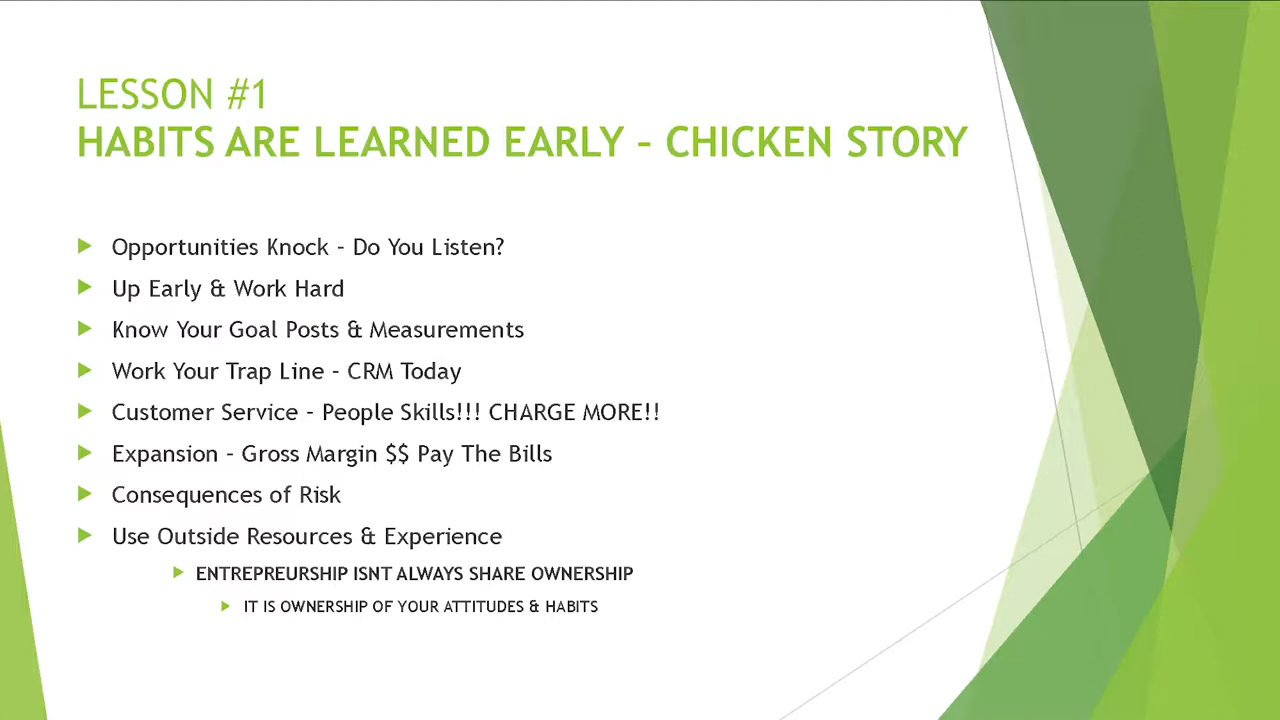 LESSON #1
HABITS ARE LEARNED EARLY – CHICKEN STORY
Opportunities Knock – Do You Listen?
Up Early & Work Hard
Know Your Goal Posts & Measurements
Work Your Trap Line – CRM Today
Customer Service – People Skills!!! CHARGE MORE!!
Expansion – Gross Margin $$ Pay The Bills
Consequences of Risk
Use Outside Resources & Experience
ENTREPREURSHIP ISNT ALWAYS SHARE OWNERSHIP
IT IS OWNERSHIP OF YOUR ATTITUDES & HABITS